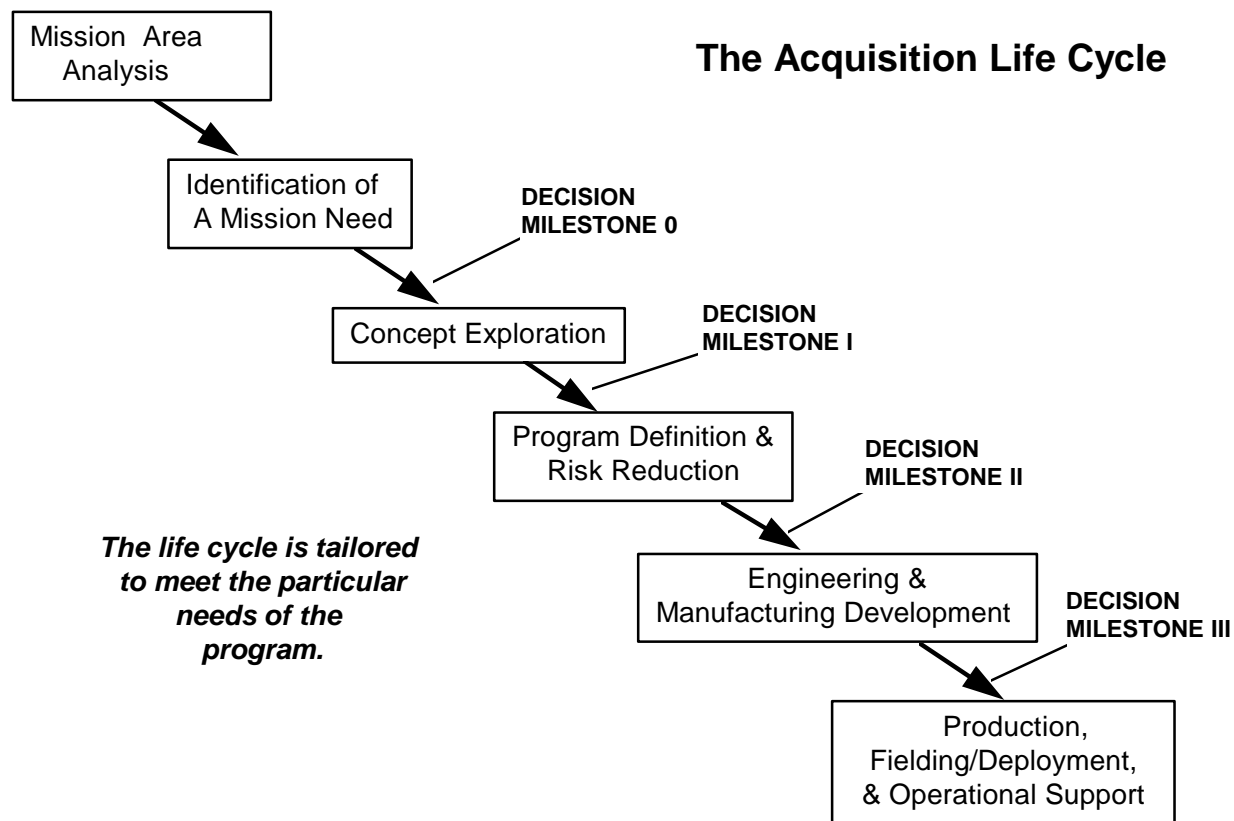 The Acquisition Life Cycle
Mission Area
Analysis
Identification of
A Mission Need
DECISION
MILESTONE 0
Concept Exploration
DECISION
MILESTONE I
Program Definition &
Risk Reduction
DECISION
MILESTONE II
The life cycle is tailored
to meet the particular
needs of the
program.
Engineering &
Manufacturing Development
DECISION
MILESTONE III
Production,
Fielding/Deployment,
& Operational Support